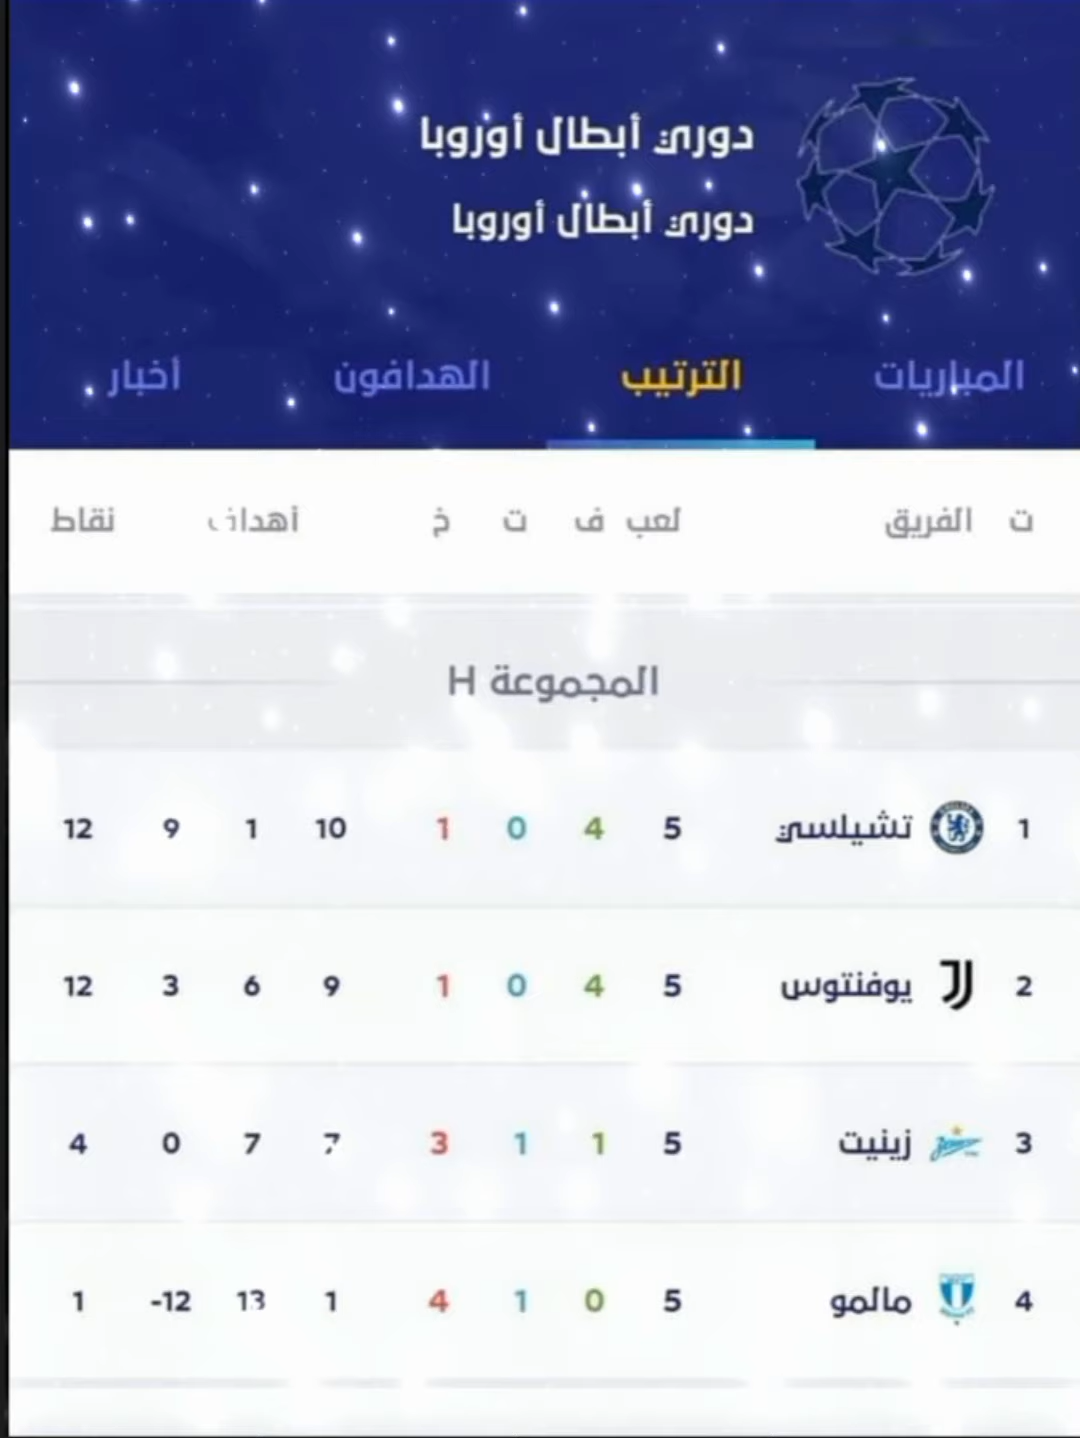 دوري أبطال أوروبا
دوري أبطال أوروبا
المباريات الترتيب الهدافون أخبار
ت الفريق لعب ف ت خ أهداف نقاط
المجموعة H
1 تشيلسي 5 4 0 1 10 1 9 12
2 يوفنتوس 5 4 0 1 9 6 3 12
3 زينيت 5 1 1 3 7 7 0 4
4 مالمو 5 0 1 4 1 13 -12 1